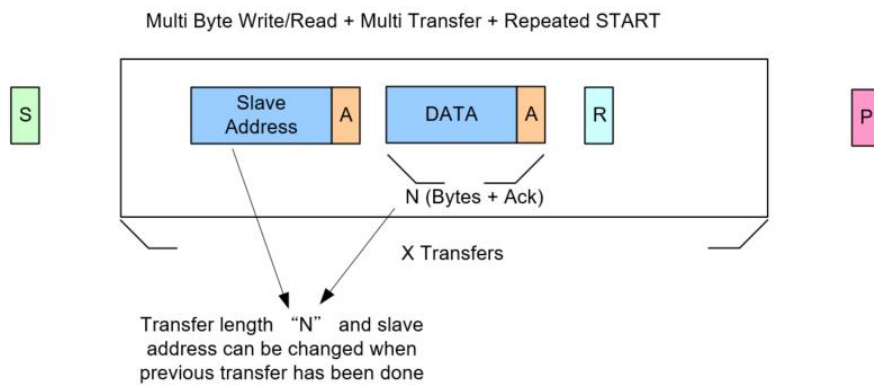 Multi Byte Write/Read + Multi Transfer + Repeated START
S
Slave
Address
A
DATA
A
R
P
N (Bytes + Ack)
X Transfers
Transfer length “N” and slave
address can be changed when
previous transfer has been done